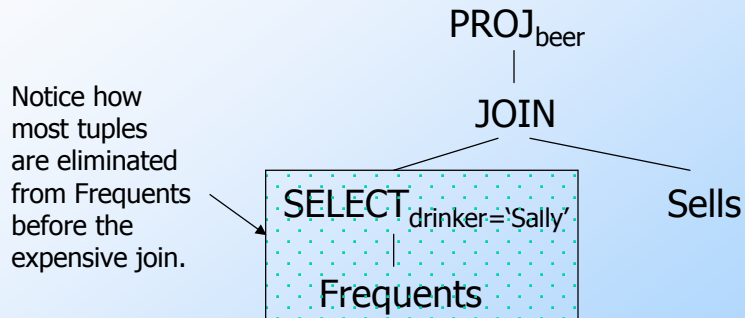 PROJbeer
JOIN
Notice how
most tuples
are eliminated
from Frequents
before the
expensive join.
SELECTdrinker=‘Sally’
Sells
Frequents